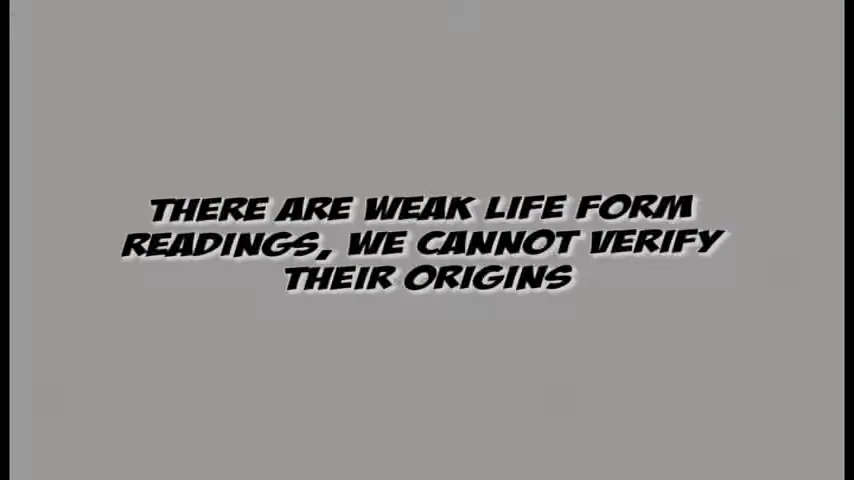 THERE ARE WEAK LIFE FORM
READINGS, WE CANNOT VERIFY
THEIR ORIGINS